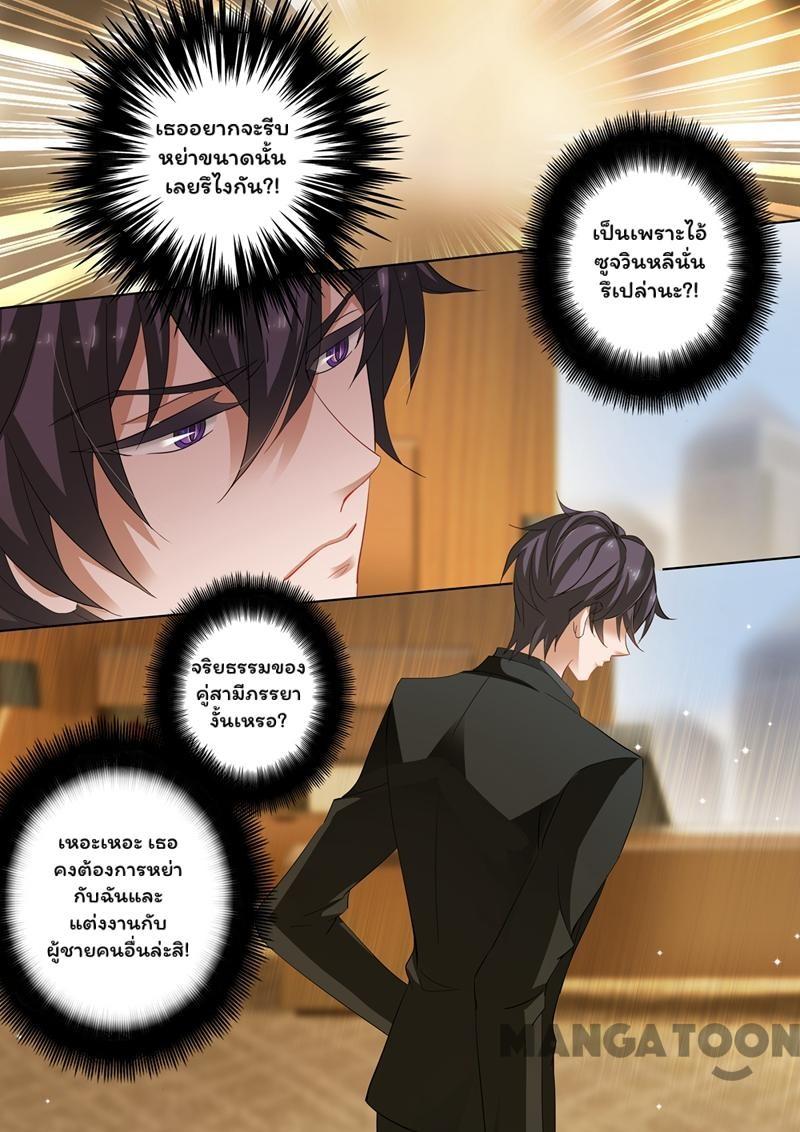 เธออยากจะรีบ
หย่าขนาดนั้น
เลยรึไงกัน?!
เป็นเพราะไอ้
ซูจวินหลีนั่น
รึเปล่านะ?!
จริยธรรมของ
คู่สามีภรรยา
งั้นเหรอ?
เหอะเหอะ เธอ
คงต้องการหย่า
กับฉันและ
แต่งงานกับ
ผู้ชายคนอื่นล่ะสิ!
MANGATOON